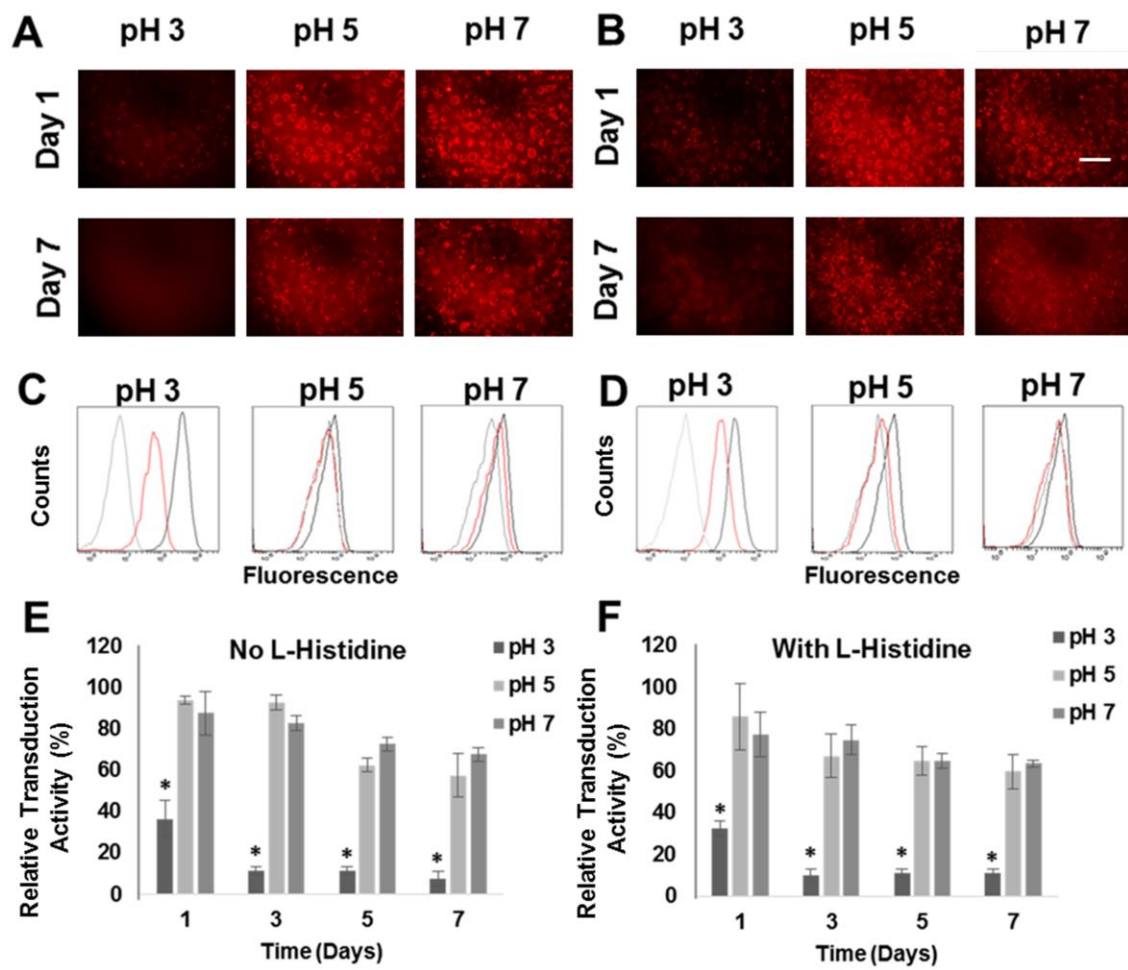 A pH 3 pH 5 pH 7
B pH 3 pH 5 pH 7
Day 1
Day 1
Day 7
Day 7
C pH 3 pH 5 pH 7
D pH 3 pH 5 pH 7
Counts
Fluorescence
Counts
Fluorescence
E
No L-Histidine
pH 3
pH 5
pH 7
Relative Transduction
Activity (%)
120
100
80
60
40
20
0
* * * *
1 3 5 7
Time (Days)
F
With L-Histidine
pH 3
pH 5
pH 7
Relative Transduction
Activity (%)
120
100
80
60
40
20
0
* * * *
1 3 5 7
Time (Days)